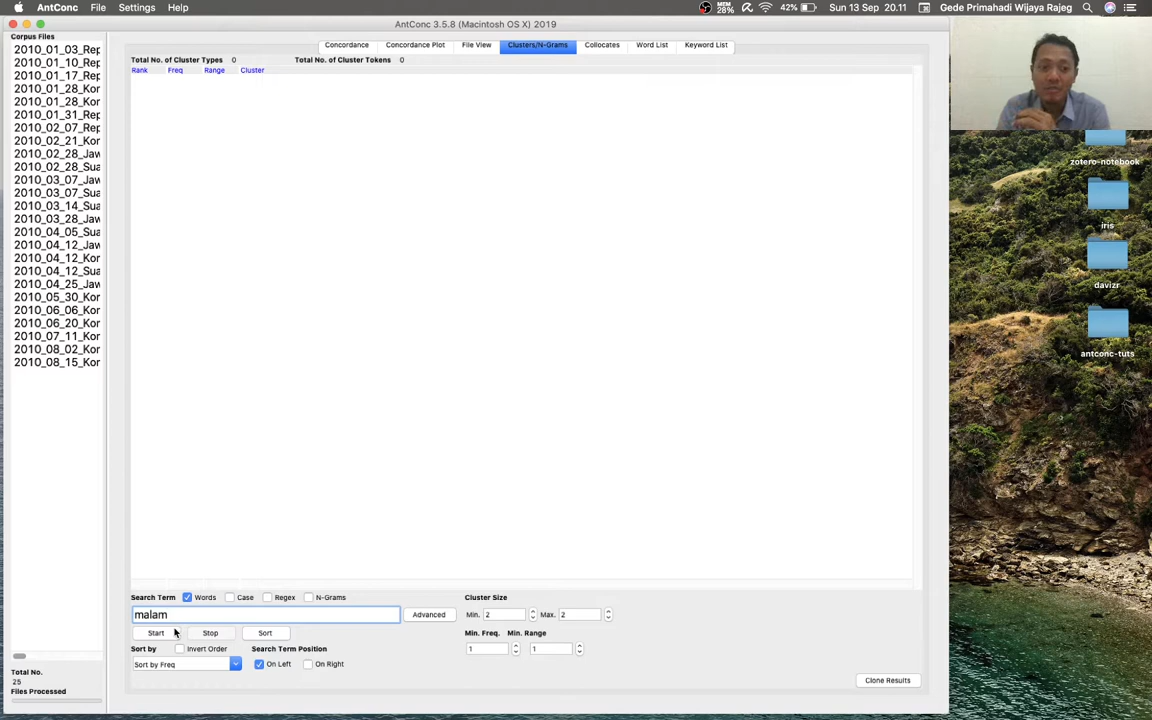 AntConc File Settings Help
MEM 28% 42% Sun 13 Sep 20.11 Gede Primahadi Wijaya Rajeg
AntConc 3.5.8 (Macintosh OS X) 2019
Corpus Files
2010_01_03_Rep
2010_01_10_Rep
2010_01_17_Rep
2010_01_28_Kor
2010_01_28_Kor
2010_01_31_Rep
2010_02_07_Rep
2010_02_21_Kor
2010_02_28_Jaw
2010_02_28_Sua
2010_03_07_Jaw
2010_03_07_Sua
2010_03_14_Sua
2010_03_28_Jaw
2010_04_05_Sua
2010_04_12_Jaw
2010_04_12_Kor
2010_04_12_Sua
2010_04_25_Jaw
2010_05_30_Kor
2010_06_06_Kor
2010_06_20_Kor
2010_07_11_Kor
2010_08_02_Kor
2010_08_15_Kor
Total No.
25
Files Processed
Concordance Concordance Plot File View Clusters/N-Grams Collocates Word List Keyword List
Total No. of Cluster Types 0 Total No. of Cluster Tokens 0
Rank Freq Range Cluster
Search Term Words Case Regex N-Grams Cluster Size
malam Advanced Min. 2 Max. 2
Start Stop Sort Min. Freq. Min. Range
Sort by Invert Order Search Term Position 1 1
Sort by Freq On Left On Right
Clone Results
zotero-notebook
iris
davizr
antconc-tuts